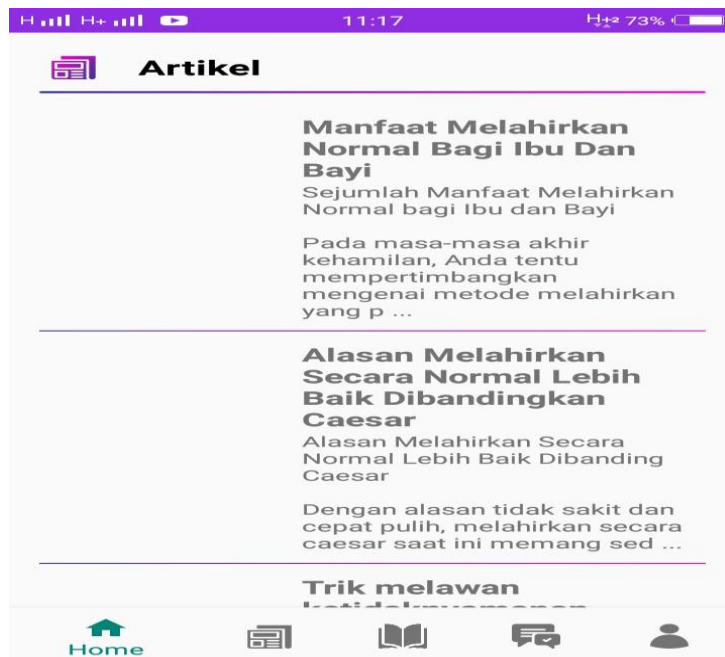 H H+ 11:17 73%
Artikel
Manfaat Melahirkan
Normal Bagi Ibu Dan
Bayi
Sejumlah Manfaat Melahirkan
Normal bagi Ibu dan Bayi
Pada masa-masa akhir
kehamilan, Anda tentu
mempertimbangkan
mengenai metode melahirkan
yang p ...
Alasan Melahirkan
Secara Normal Lebih
Baik Dibandingkan
Caesar
Alasan Melahirkan Secara
Normal Lebih Baik Dibanding
Caesar
Dengan alasan tidak sakit dan
cepat pulih, melahirkan secara
caesar saat ini memang sed ...
Trik melawan
Home